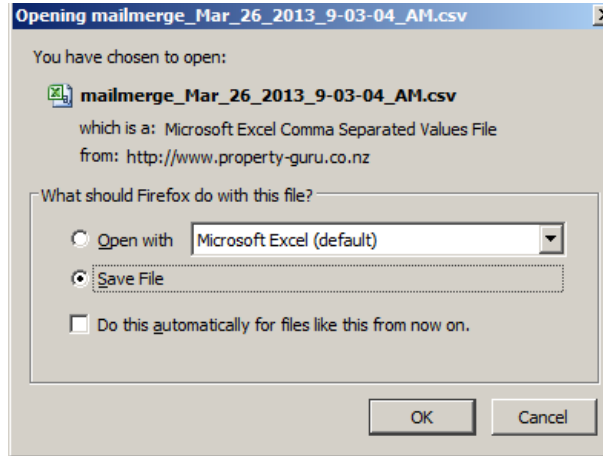 Opening mailmerge_Mar_26_2013_9-03-04_AM.csv
You have chosen to open:
mailmerge_Mar_26_2013_9-03-04_AM.csv
which is a: Microsoft Excel Comma Separated Values File
from: http://www.property-guru.co.nz
What should Firefox do with this file?
Open with Microsoft Excel (default)
Save File
Do this automatically for files like this from now on.
OK Cancel